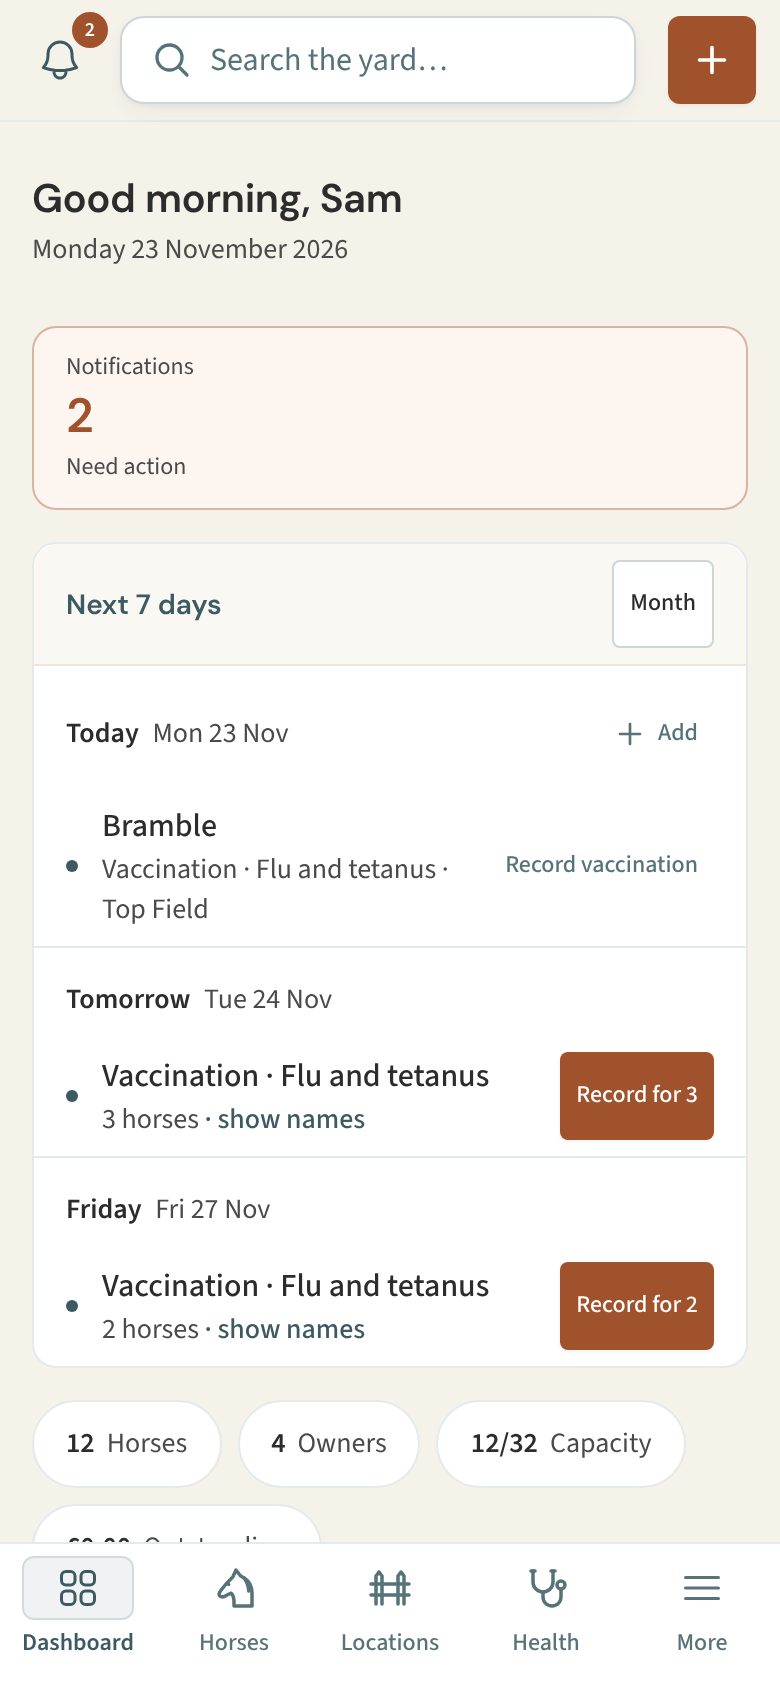 2
Search the yard…
Good morning, Sam
Monday 23 November 2026
Notifications
2
Need action
Next 7 days
Month
Today Mon 23 Nov
Add
Bramble
Vaccination · Flu and tetanus ·
Top Field
Record vaccination
Tomorrow Tue 24 Nov
Vaccination · Flu and tetanus
3 horses · show names
Record for 3
Friday Fri 27 Nov
Vaccination · Flu and tetanus
2 horses · show names
Record for 2
12 Horses
4 Owners
12/32 Capacity
Dashboard
Horses
Locations
Health
More